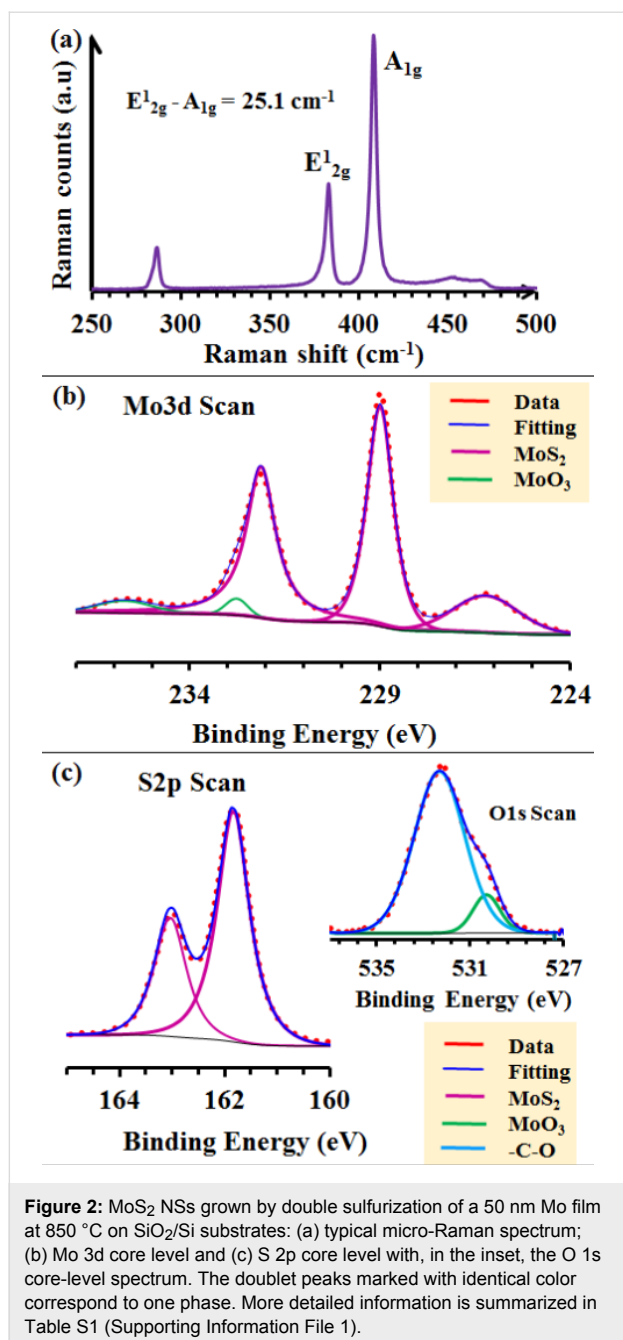 (a)
Raman counts (a.u)
E¹₂g - A₁g = 25.1 cm⁻¹
E¹₂g
A₁g
250 300 350 400 450 500
Raman shift (cm⁻¹)
(b) Mo3d Scan
Data
Fitting
MoS₂
MoO₃
234 229 224
Binding Energy (eV)
(c) S2p Scan
O1s Scan
535 531 527
Binding Energy (eV)
164 162 160
Binding Energy (eV)
Data
Fitting
MoS₂
MoO₃
-C-O
Figure 2: MoS₂ NSs grown by double sulfurization of a 50 nm Mo film
at 850 °C on SiO₂/Si substrates: (a) typical micro-Raman spectrum;
(b) Mo 3d core level and (c) S 2p core level with, in the inset, the O 1s
core-level spectrum. The doublet peaks marked with identical color
correspond to one phase. More detailed information is summarized in
Table S1 (Supporting Information File 1).